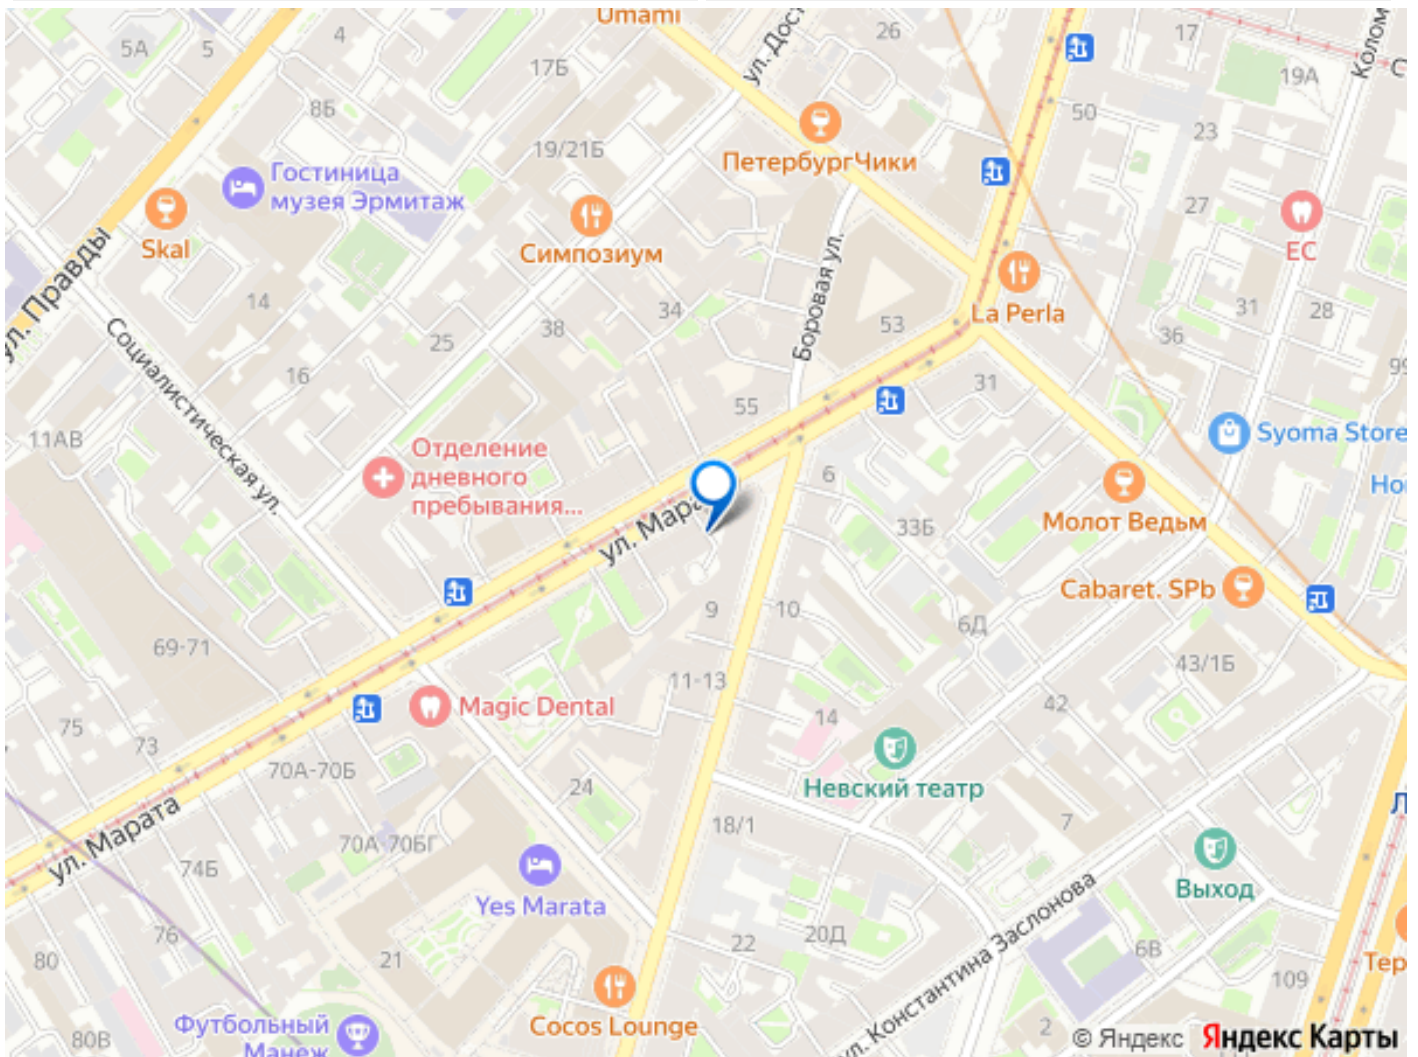 Umami
ул. Дост
26
17
Колом
С
5А
5
4
17Б
8Б
19А
50
23
ПетербургЧики
19/21Б
Гостиница
музея Эрмитаж
Skal
Симпозиум
27
ЕС
ул. Правды
Боровая ул.
La Perla
14
34
38
53
31
28
36
25
16
Социалистическая ул.
31
99
55
11АВ
Отделение
дневного
пребывания...
Syoma Store
6
Но
ул. Мара
Молот Ведьм
33Б
Cabaret. SPb
9
10
6Д
69-71
43/1Б
11-13
Magic Dental
42
14
75
73
70А-70Б
Невский театр
24
Л
18/1
7
ул. Марата
70А-70БГ
74Б
Yes Marata
Выход
ул. Константина Заслонова
76
22
20Д
6В
80
21
109
Тер
Cocos Lounge
Футбольный
Манеж
80В
2
© Яндекс Яндекс Карты